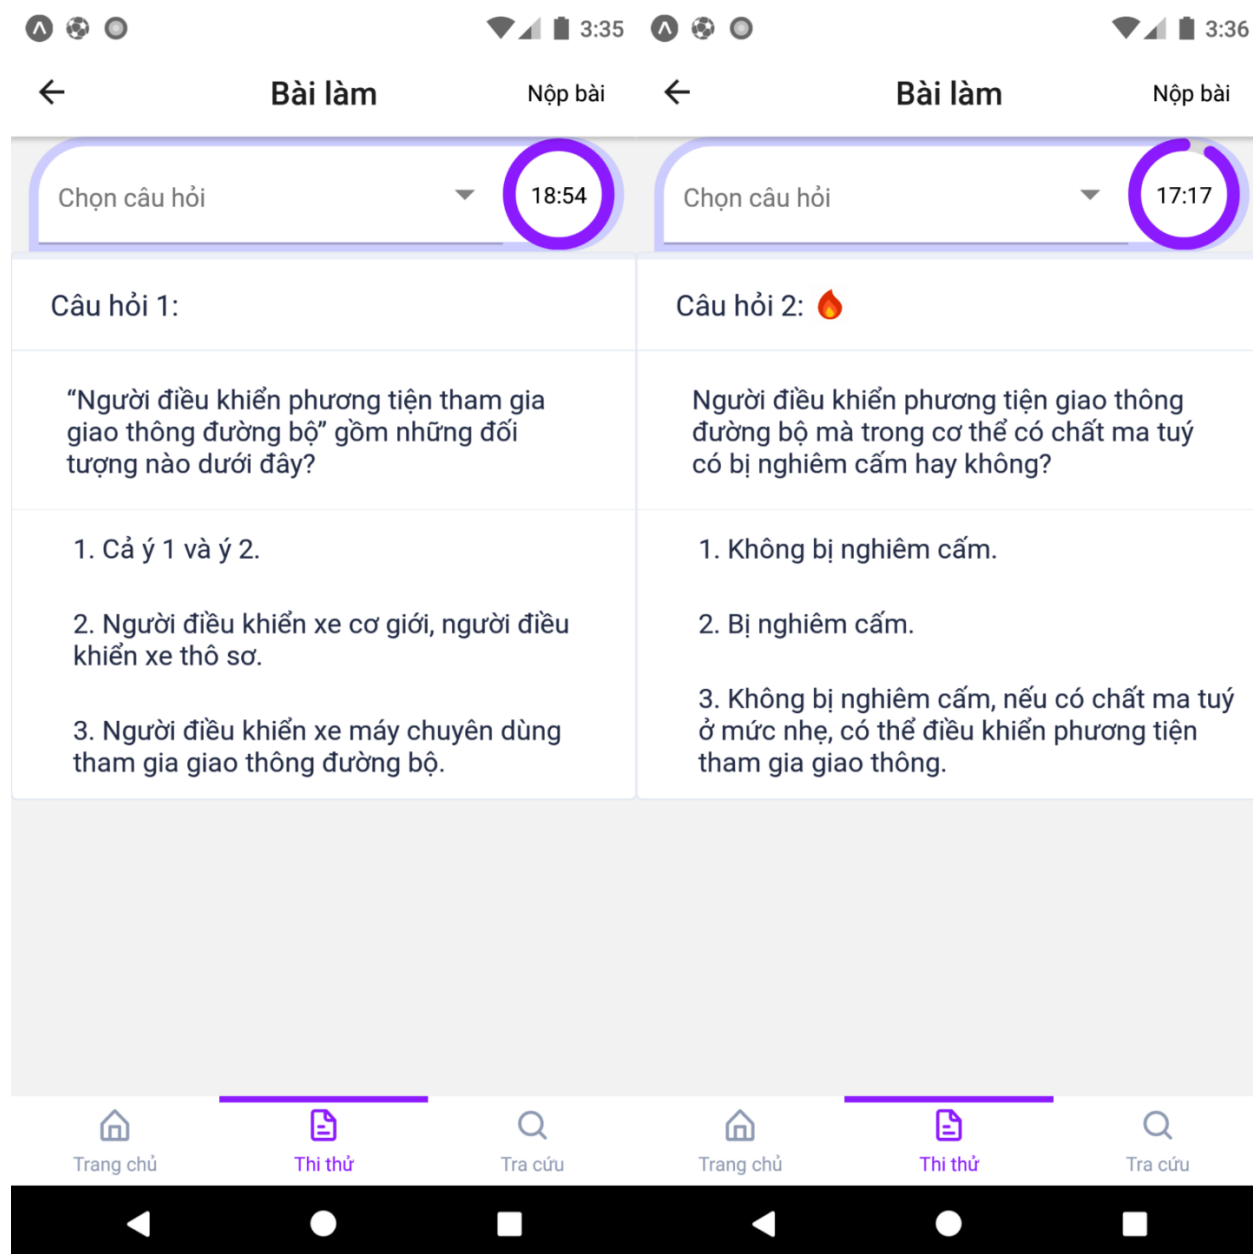 3:35
Bài làm
Nộp bài
Chọn câu hỏi
18:54
Câu hỏi 1:
“Người điều khiển phương tiện tham gia
giao thông đường bộ” gồm những đối
tượng nào dưới đây?
1. Cả ý 1 và ý 2.
2. Người điều khiển xe cơ giới, người điều
khiển xe thô sơ.
3. Người điều khiển xe máy chuyên dùng
tham gia giao thông đường bộ.
Trang chủ
Thi thử
Tra cứu
3:36
Bài làm
Nộp bài
Chọn câu hỏi
17:17
Câu hỏi 2:
Người điều khiển phương tiện giao thông
đường bộ mà trong cơ thể có chất ma tuý
có bị nghiêm cấm hay không?
1. Không bị nghiêm cấm.
2. Bị nghiêm cấm.
3. Không bị nghiêm cấm, nếu có chất ma tuý
ở mức nhẹ, có thể điều khiển phương tiện
tham gia giao thông.
Trang chủ
Thi thử
Tra cứu